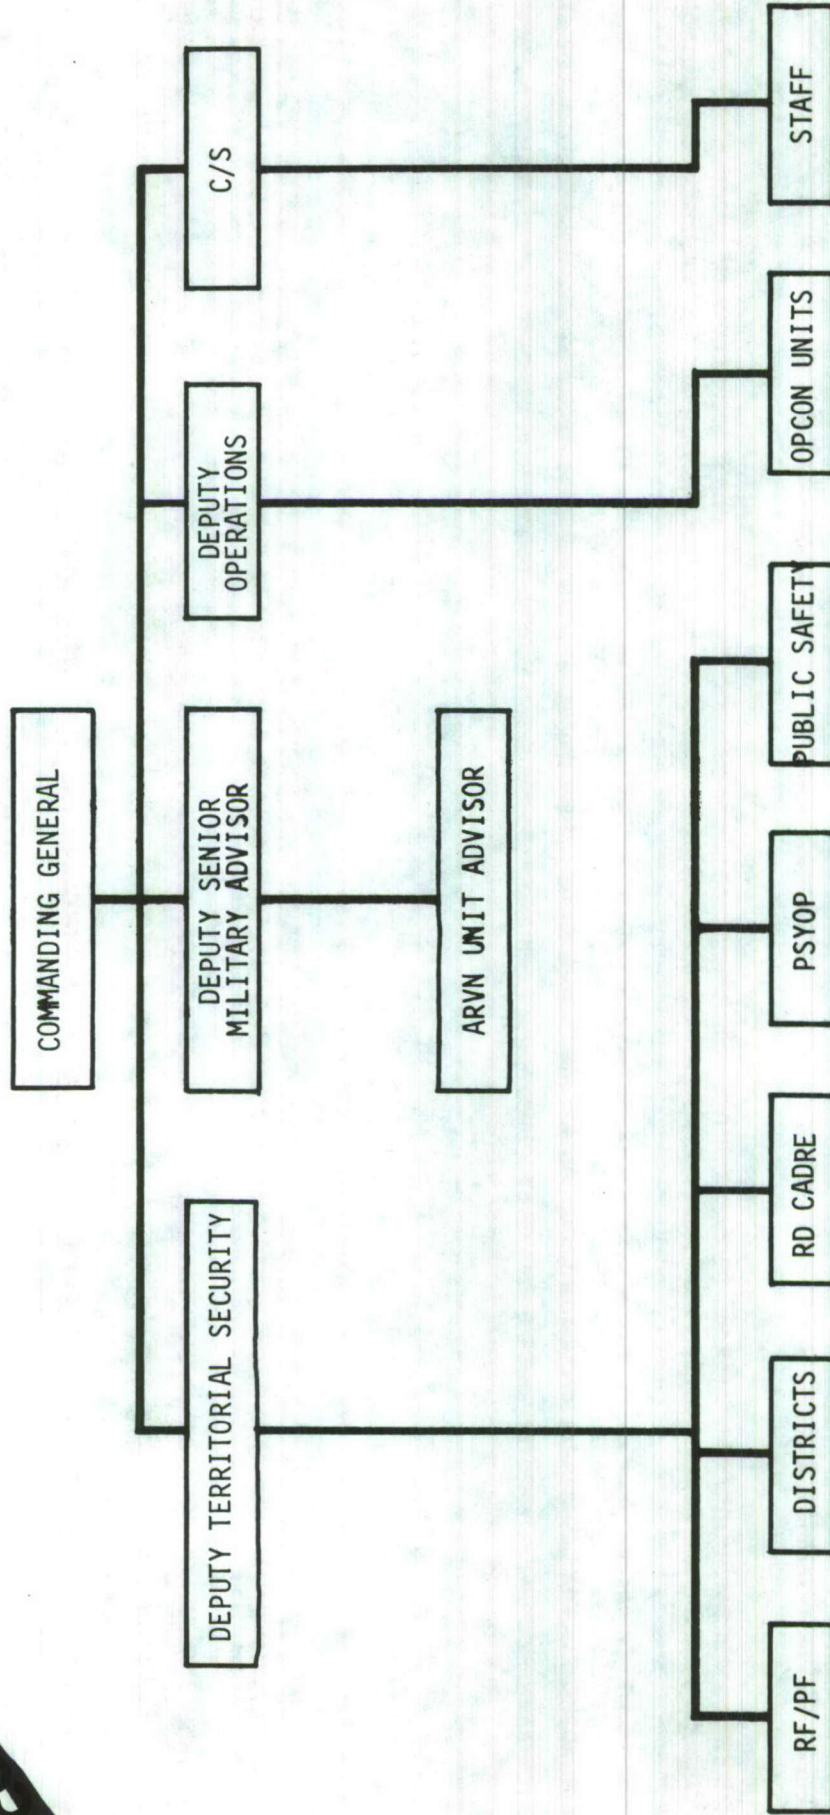 COMMANDING GENERAL
DEPUTY TERRITORIAL SECURITY
DEPUTY SENIOR
MILITARY ADVISOR
DEPUTY
OPERATIONS
C/S
ARVN UNIT ADVISOR
RF/PF
DISTRICTS
RD CADRE
PSYOP
PUBLIC SAFETY
OPCON UNITS
STAFF